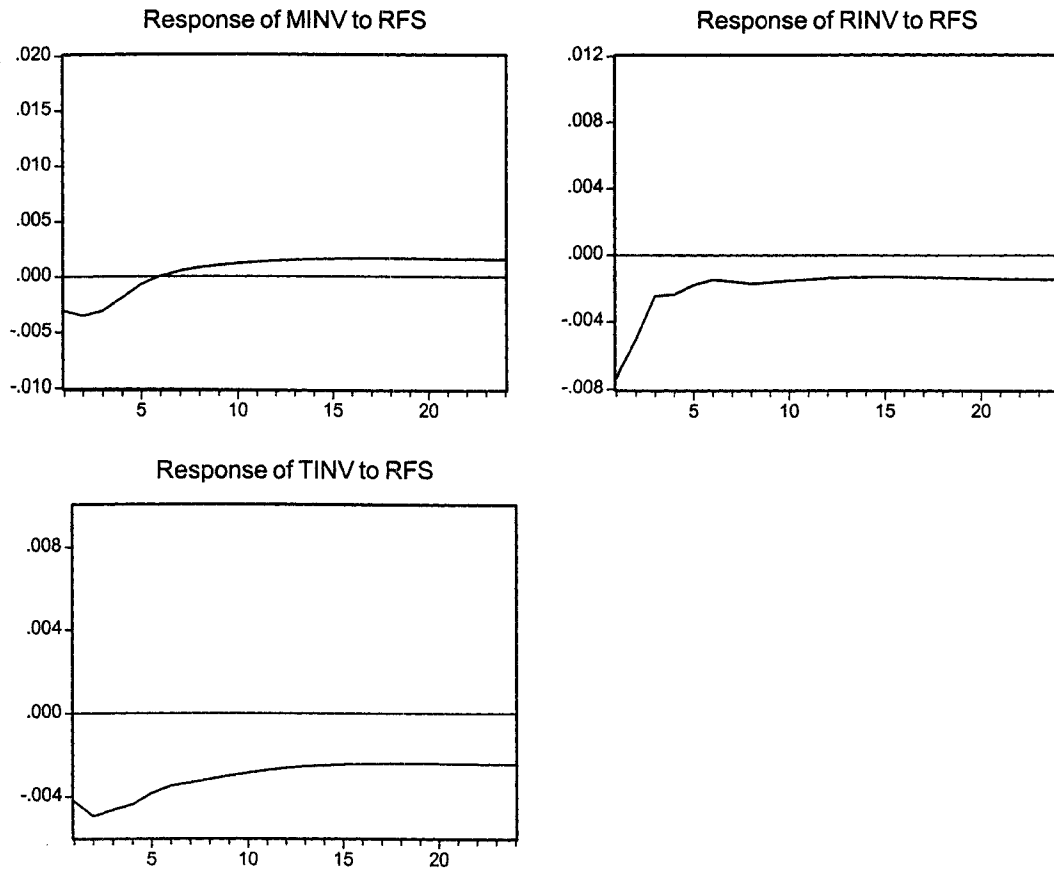 Response of MINV to RFS
.020
.015
.010
.005
.000
-.005
-.010
5 10 15 20
Response of RINV to RFS
.012
.008
.004
.000
-.004
-.008
5 10 15 20
Response of TINV to RFS
.008
.004
.000
-.004
5 10 15 20